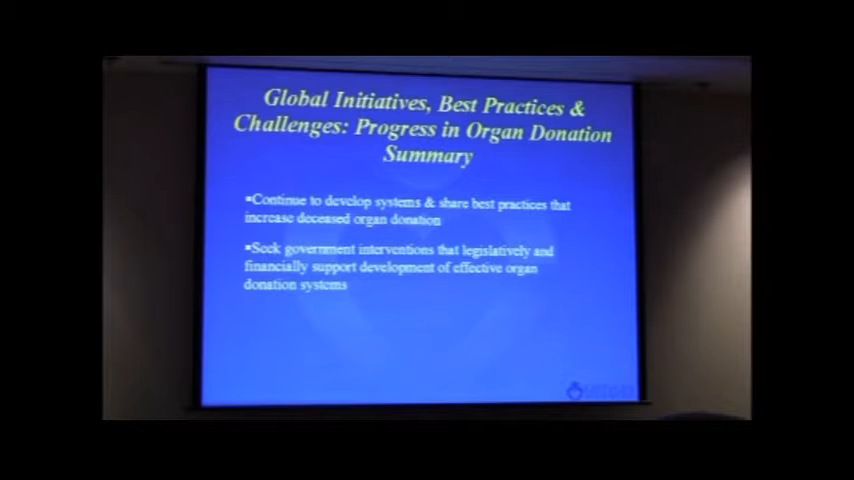 Global Initiatives, Best Practices &
Challenges: Progress in Organ Donation
Summary
▪Continue to develop systems & share best practices that
increase deceased organ donation
▪Seek government interventions that legislatively and
financially support development of effective organ
donation systems